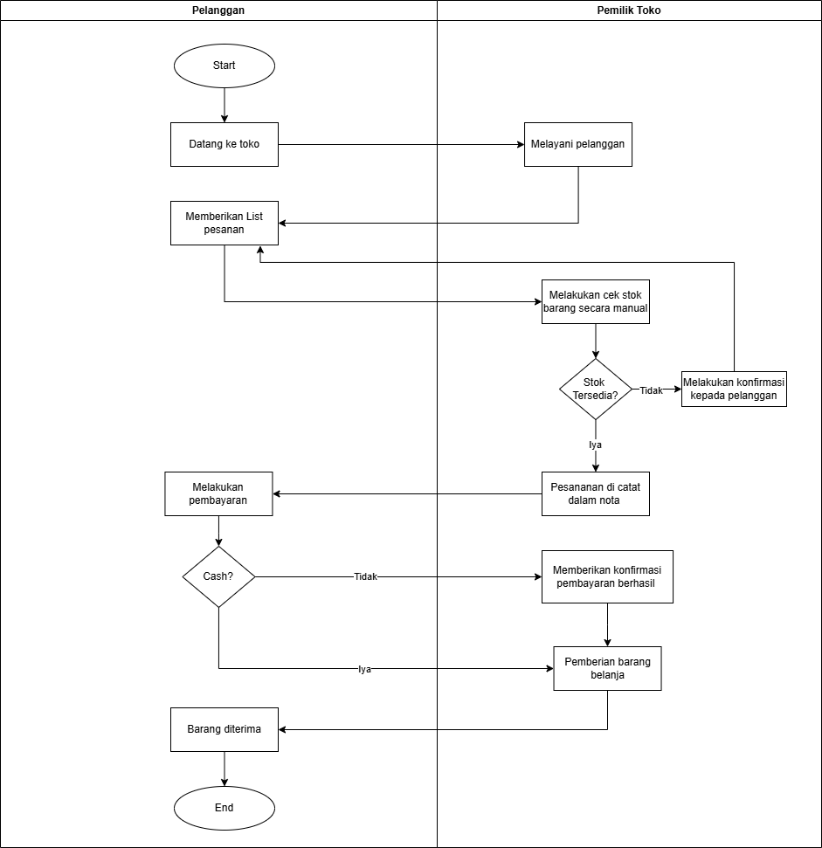 Pelanggan
Pemilik Toko
Start
Datang ke toko
Melayani pelanggan
Memberikan List
pesanan
Melakukan cek stok
barang secara manual
Stok
Tersedia?
Tidak
Melakukan konfirmasi
kepada pelanggan
Iya
Pesananan di catat
dalam nota
Melakukan
pembayaran
Cash?
Tidak
Memberikan konfirmasi
pembayaran berhasil
Iya
Pemberian barang
belanja
Barang diterima
End